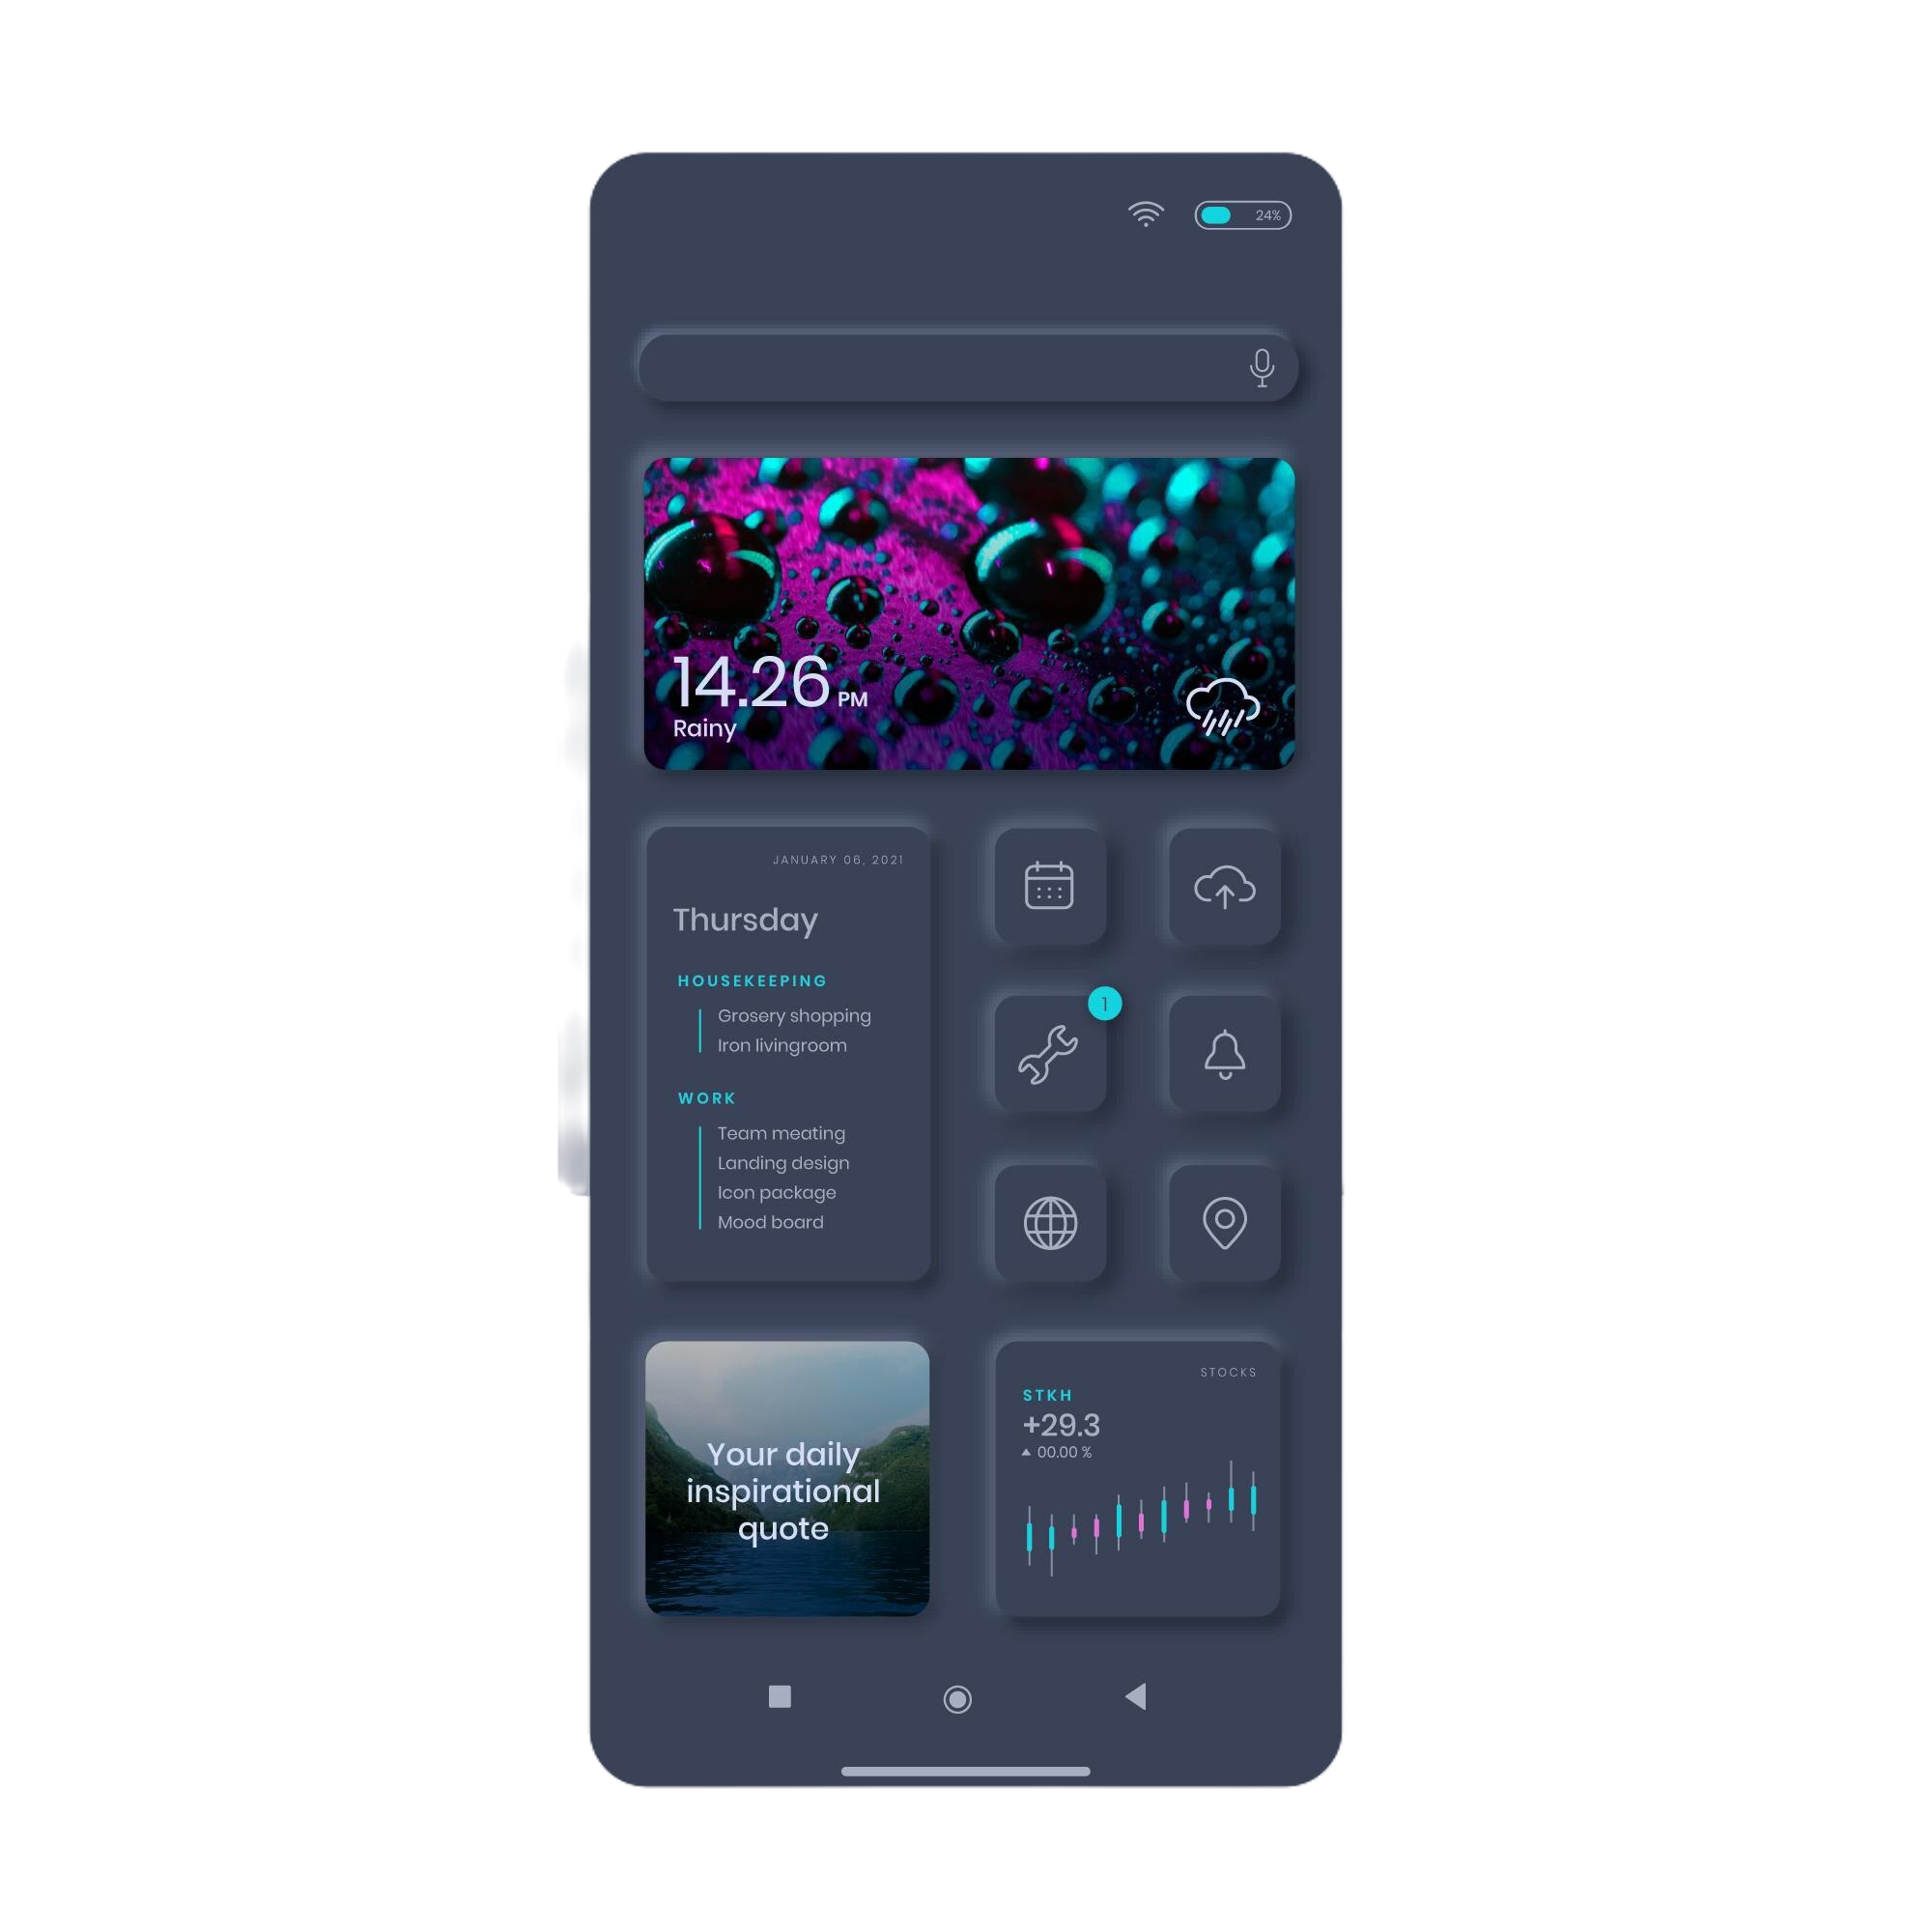 24%
14.26 PM
Rainy
JANUARY 06, 2021
Thursday
HOUSEKEEPING
Grosery shopping
Iron livingroom
WORK
Team meating
Landing design
Icon package
Mood board
1
Your daily
inspirational
quote
STOCKS
STKH
+29.3
00.00 %